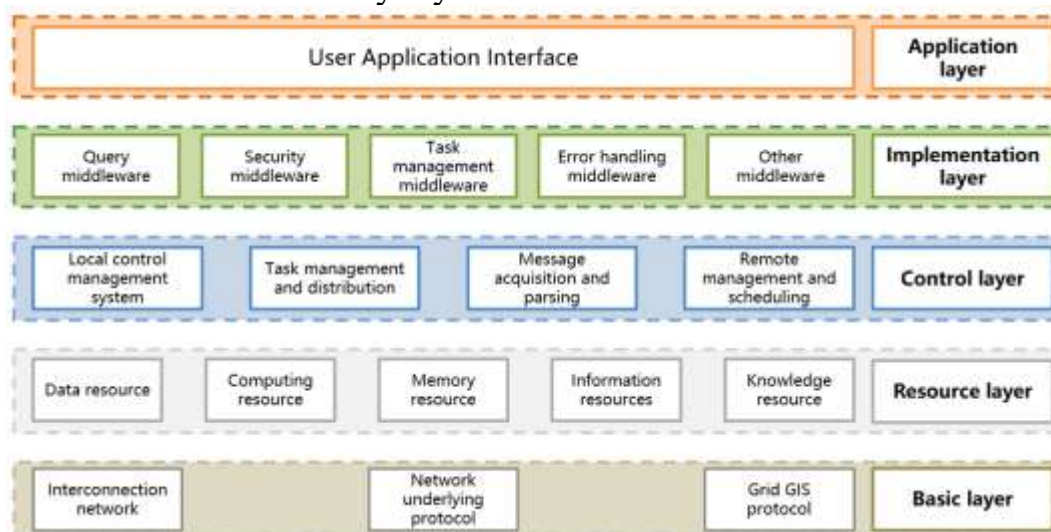 User Application Interface
Application
layer
Query
middleware
Security
middleware
Task
management
middleware
Error handling
middleware
Other
middleware
Implementation
layer
Local control
management
system
Task management
and distribution
Message
acquisition and
parsing
Remote
management and
scheduling
Control layer
Data resource
Computing
resource
Memory
resource
Information
resources
Knowledge
resource
Resource layer
Interconnection
network
Network
underlying
protocol
Grid GIS
protocol
Basic layer